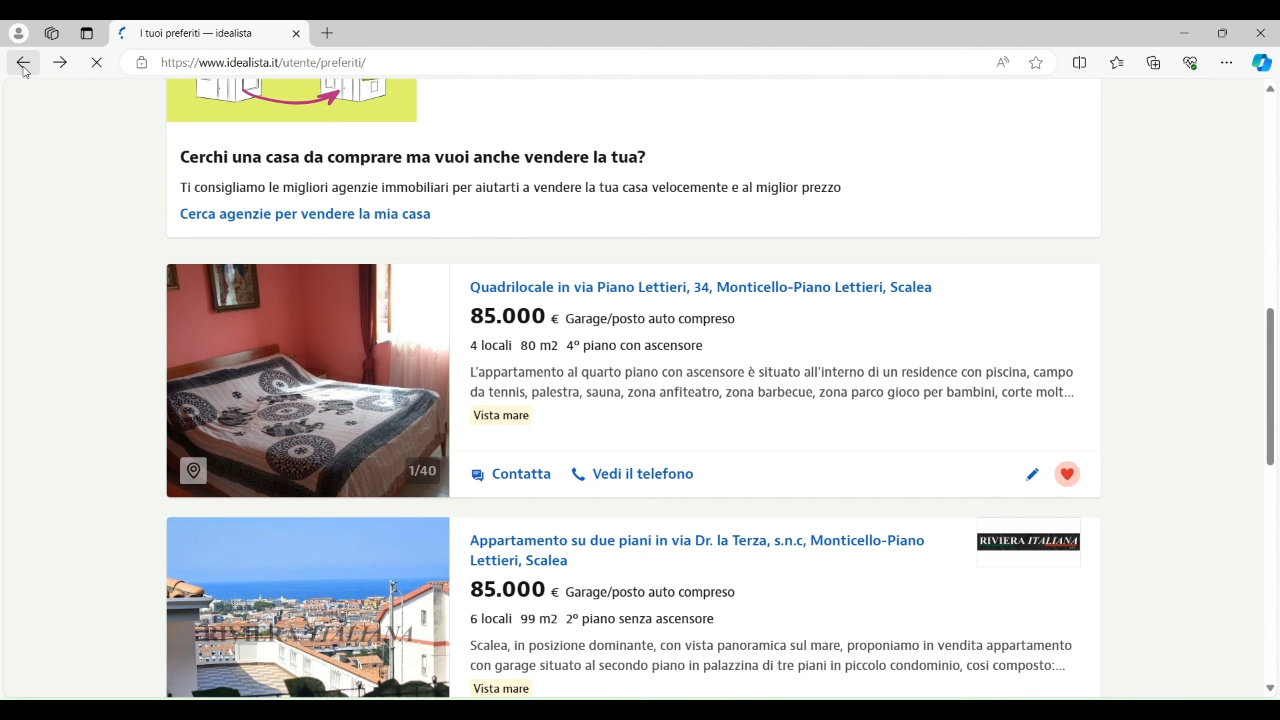 I tuoi preferiti — idealista
https://www.idealista.it/utente/preferiti/
Cerchi una casa da comprare ma vuoi anche vendere la tua?
Ti consigliamo le migliori agenzie immobiliari per aiutarti a vendere la tua casa velocemente e al miglior prezzo
Cerca agenzie per vendere la mia casa
Quadrilocale in via Piano Lettieri, 34, Monticello-Piano Lettieri, Scalea
85.000 € Garage/posto auto compreso
4 locali 80 m2 4º piano con ascensore
L'appartamento al quarto piano con ascensore è situato all'interno di un residence con piscina, campo
da tennis, palestra, sauna, zona anfiteatro, zona barbecue, zona parco gioco per bambini, corte molt...
Vista mare
1/40
Contatta Vedi il telefono
Appartamento su due piani in via Dr. la Terza, s.n.c, Monticello-Piano
Lettieri, Scalea
RIVIERA ITALIANA
85.000 € Garage/posto auto compreso
6 locali 99 m2 2º piano senza ascensore
RIVIERA ITALIANA
Scalea, in posizione dominante, con vista panoramica sul mare, proponiamo in vendita appartamento
con garage situato al secondo piano in palazzina di tre piani in piccolo condominio, cosi composto:...
Vista mare